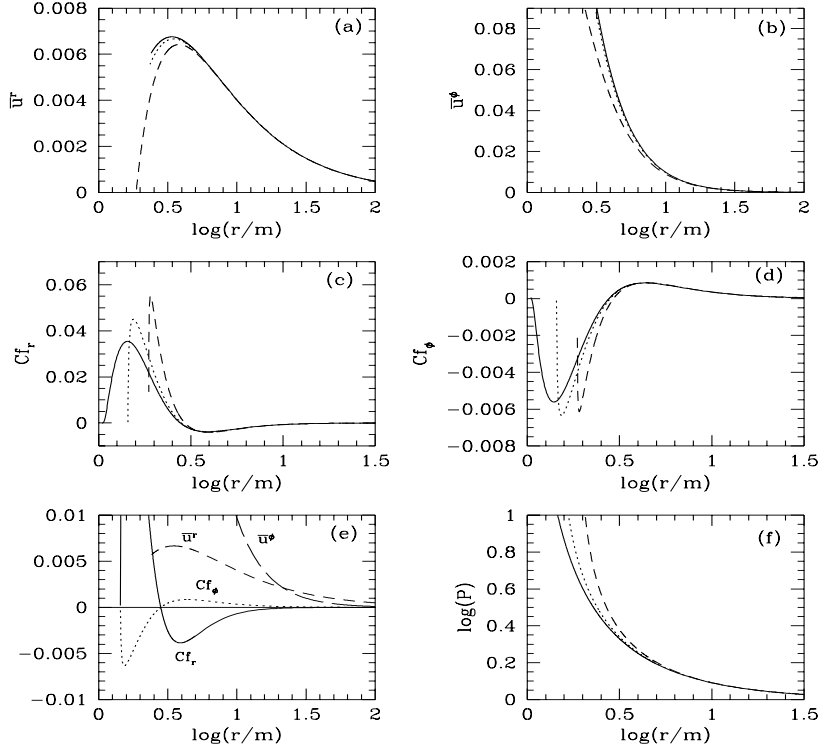 (a)
0.008
0.006
0.004
0.002
0
u̅ʳ
0 0.5 1 1.5 2
log(r/m)
(b)
0.08
0.06
0.04
0.02
0
u̅ᶲ
0 0.5 1 1.5 2
log(r/m)
(c)
0.06
0.04
0.02
0
Cfᵣ
0 0.5 1 1.5
log(r/m)
(d)
0.002
0
−0.002
−0.004
−0.006
−0.008
Cfᵩ
0 0.5 1 1.5
log(r/m)
(e)
0.01
0.005
0
−0.005
−0.01
u̅ʳ
u̅ᶲ
Cfᵩ
Cfᵣ
0 0.5 1 1.5 2
log(r/m)
(f)
1
0.8
0.6
0.4
0.2
0
log(P)
0 0.5 1 1.5
log(r/m)